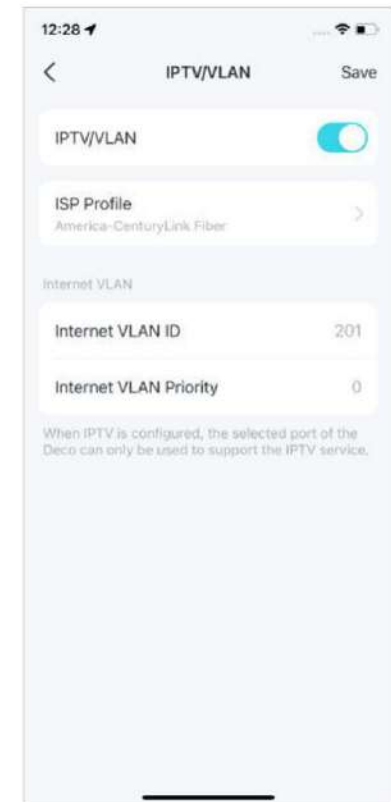 12:28
IPTV/VLAN
Save
IPTV/VLAN
ISP Profile
America-CenturyLink Fiber
Internet VLAN
Internet VLAN ID 201
Internet VLAN Priority 0
When IPTV is configured, the selected port of the
Deco can only be used to support the IPTV service.